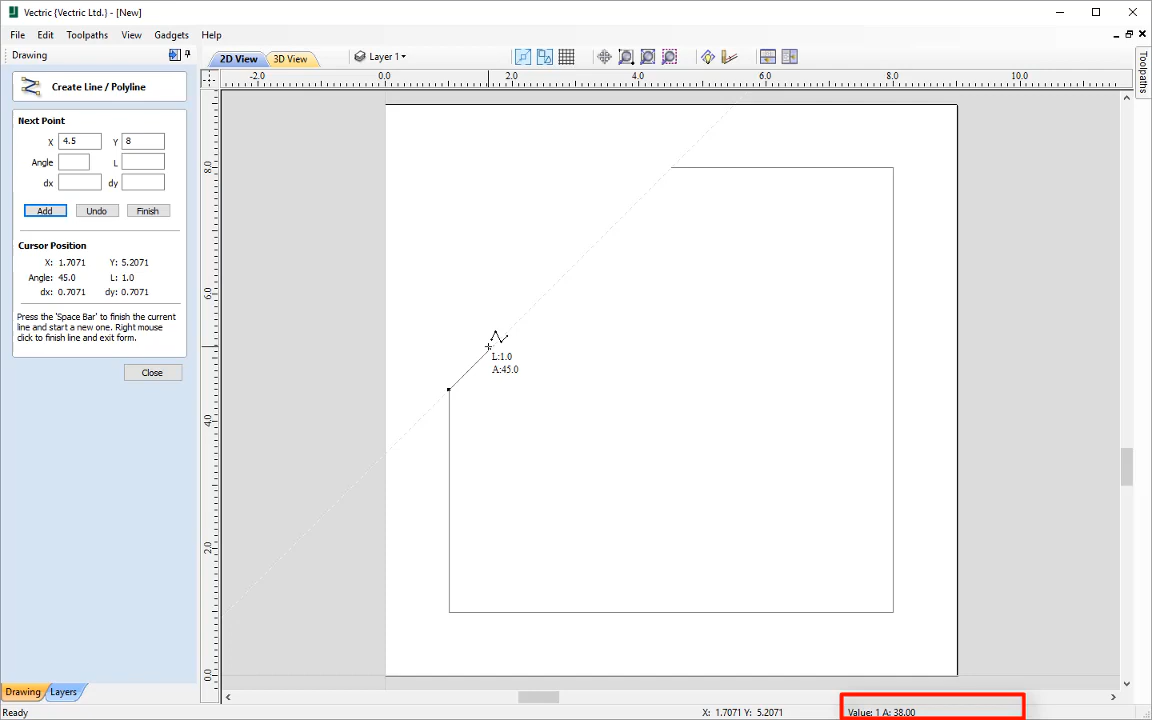 Vectric {Vectric Ltd.} - [New]
File Edit Toolpaths View Gadgets Help
Drawing
2D View 3D View Layer 1
Toolpaths
-2.0 0.0 2.0 4.0 6.0 8.0 10.0
Create Line / Polyline
Next Point
X 4.5 Y 8
Angle L
dx dy
Add Undo Finish
Cursor Position
X: 1.7071 Y: 5.2071
Angle: 45.0 L: 1.0
dx: 0.7071 dy: 0.7071
Press the 'Space Bar' to finish the current
line and start a new one. Right mouse
click to finish line and exit form.
Close
8.0
6.0
4.0
2.0
0.0
L:1.0
A:45.0
Drawing Layers
Ready X: 1.7071 Y: 5.2071 Value: 1 A: 38.00